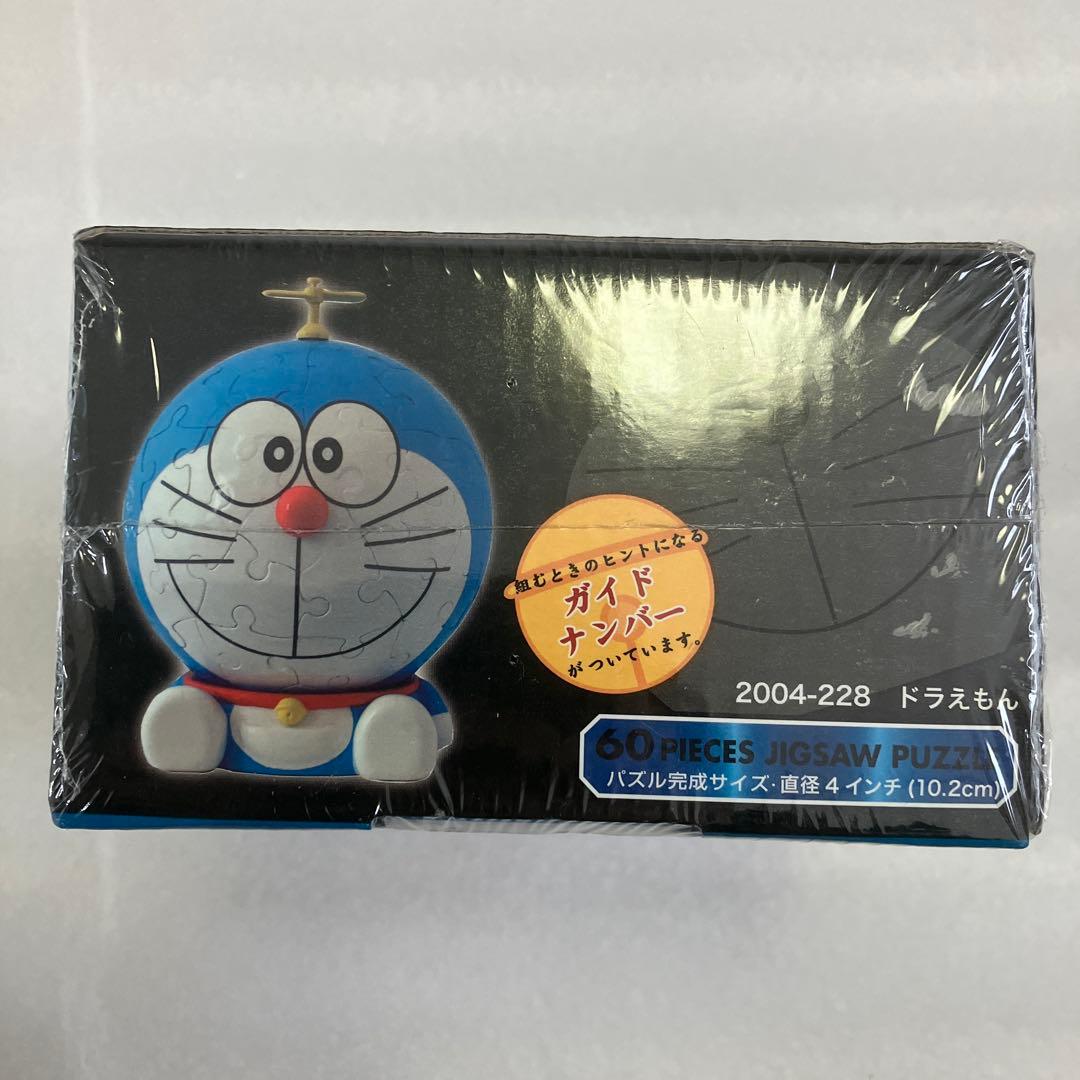 組むときのヒントになる
ガイド
ナンバー
がついています。
2004-228 ドラえもん
60 PIECES JIGSAW PUZZLE
パズル完成サイズ・直径4インチ(10.2cm)